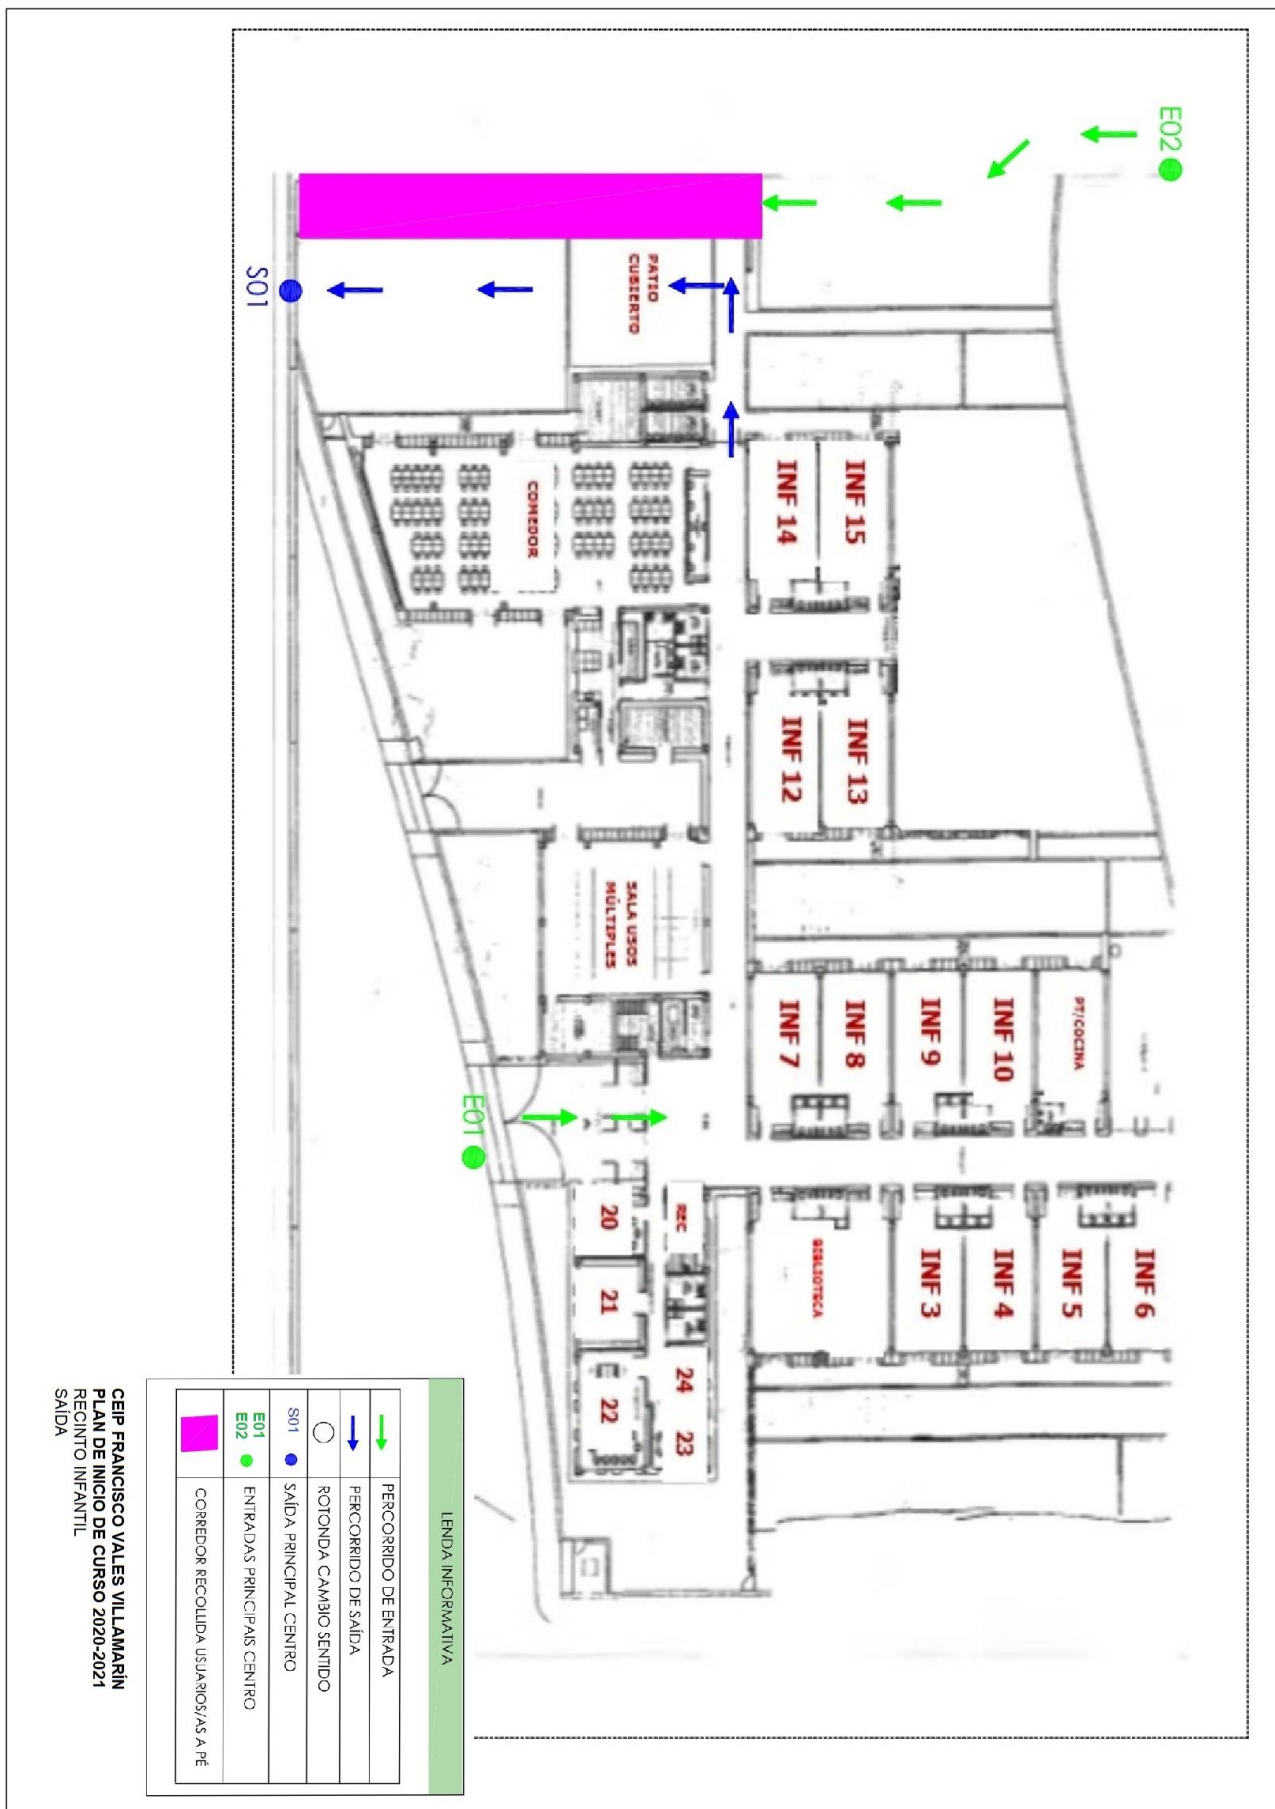 E02
S01
PATIO
CUBIERTO
COMEDOR
INF 15
INF 14
INF 13
INF 12
SALA USOS
MÚLTIPLES
INF 7
INF 8
INF 9
INF 10
PT/COCINA
E01
20
REC
21
22
24
23
BIBLIOTECA
INF 3
INF 4
INF 5
INF 6
LENDA INFORMATIVA
PERCORRIDO DE ENTRADA
PERCORRIDO DE SAÍDA
ROTONDA CAMBIO SENTIDO
S01 SAÍDA PRINCIPAL CENTRO
E01
E02 ENTRADAS PRINCIPAIS CENTRO
CORREDOR RECOLLIDA USUARIOS/AS A PÉ
CEIP FRANCISCO VALES VILLAMARÍN
PLAN DE INICIO DE CURSO 2020-2021
RECINTO INFANTIL
SAÍDA